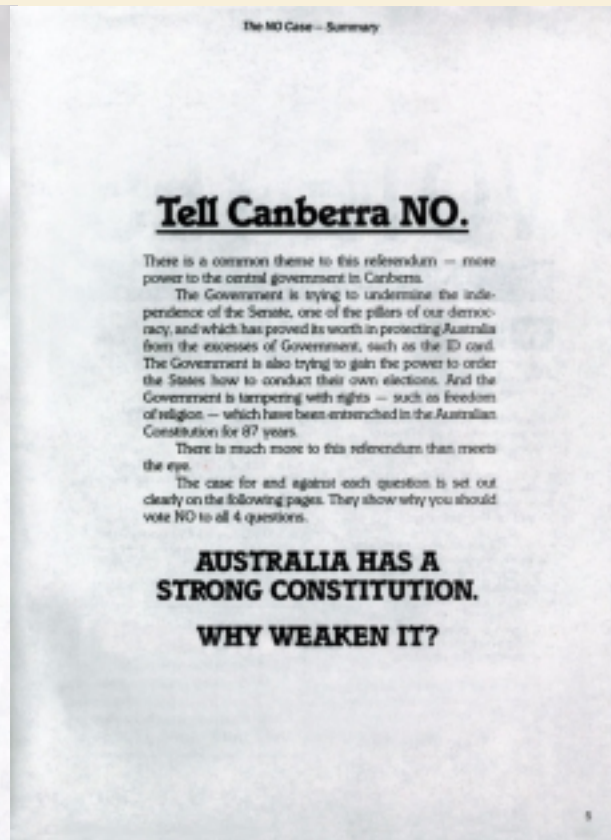 The NO Case — Summary
Tell Canberra NO.
There is a common theme to this referendum — more
power to the central government in Canberra.
The Government is trying to undermine the inde-
pendence of the Senate, one of the pillars of our democ-
racy, and which has proved its worth in protecting Australia
from the excesses of Government, such as the ID card.
The Government is also trying to gain the power to order
the States how to conduct their own elections. And the
Government is tampering with rights — such as freedom
of religion — which have been entrenched in the Australian
Constitution for 87 years.
There is much more to this referendum than meets
the eye.
The case for and against each question is set out
clearly on the following pages. They show why you should
vote NO to all 4 questions.
AUSTRALIA HAS A
STRONG CONSTITUTION.
WHY WEAKEN IT?